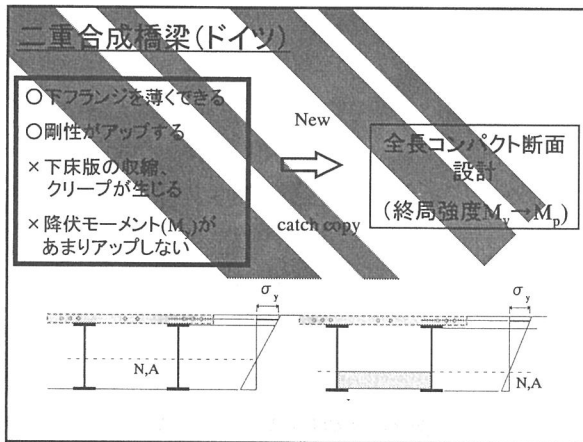 二重合成橋梁(ドイツ)
○下フランジを薄くできる
○剛性がアップする
×下床版の収縮、
クリープが生じる
×降伏モーメント(My)が
あまりアップしない
New
catch copy
全長コンパクト断面
設計
(終局強度My→Mp)
σy
N,A
σy
N,A